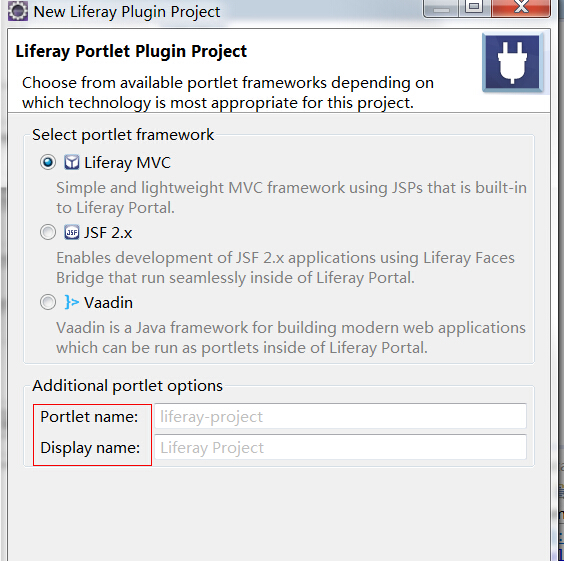 New Liferay Plugin Project
Liferay Portlet Plugin Project
Choose from available portlet frameworks depending on
which technology is most appropriate for this project.
Select portlet framework
Liferay MVC
Simple and lightweight MVC framework using JSPs that is built-in
to Liferay Portal.
JSF JSF 2.x
Enables development of JSF 2.x applications using Liferay Faces
Bridge that run seamlessly inside of Liferay Portal.
Vaadin
Vaadin is a Java framework for building modern web applications
which can be run as portlets inside of Liferay Portal.
Additional portlet options
Portlet name: liferay-project
Display name: Liferay Project